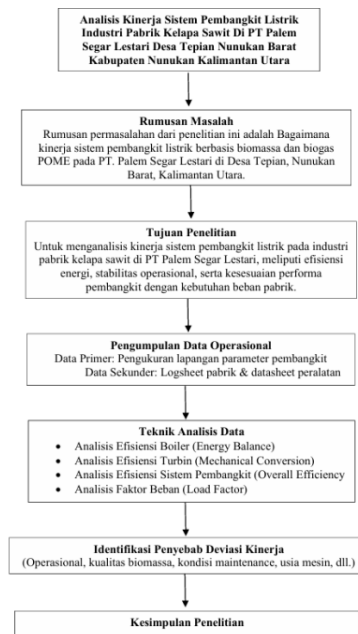 Analisis Kinerja Sistem Pembangkit Listrik
Industri Pabrik Kelapa Sawit Di PT Palem
Segar Lestari Desa Tepian Nunukan Barat
Kabupaten Nunukan Kalimantan Utara
Rumusan Masalah
Rumusan permasalahan dari penelitian ini adalah Bagaimana
kinerja sistem pembangkit listrik berbasis biomassa dan biogas
POME pada PT. Palem Segar Lestari di Desa Tepian, Nunukan
Barat, Kalimantan Utara.
Tujuan Penelitian
Untuk menganalisis kinerja sistem pembangkit listrik pada industri
pabrik kelapa sawit di PT Palem Segar Lestari, meliputi efisiensi
energi, stabilitas operasional, serta kesesuaian performa
pembangkit dengan kebutuhan beban pabrik.
Pengumpulan Data Operasional
Data Primer: Pengukuran lapangan parameter pembangkit
Data Sekunder: Logsheet pabrik & datasheet peralatan
Teknik Analisis Data
• Analisis Efisiensi Boiler (Energy Balance)
• Analisis Efisiensi Turbin (Mechanical Conversion)
• Analisis Efisiensi Sistem Pembangkit (Overall Efficiency
• Analisis Faktor Beban (Load Factor)
Identifikasi Penyebab Deviasi Kinerja
(Operasional, kualitas biomassa, kondisi maintenance, usia mesin, dll.)
Kesimpulan Penelitian